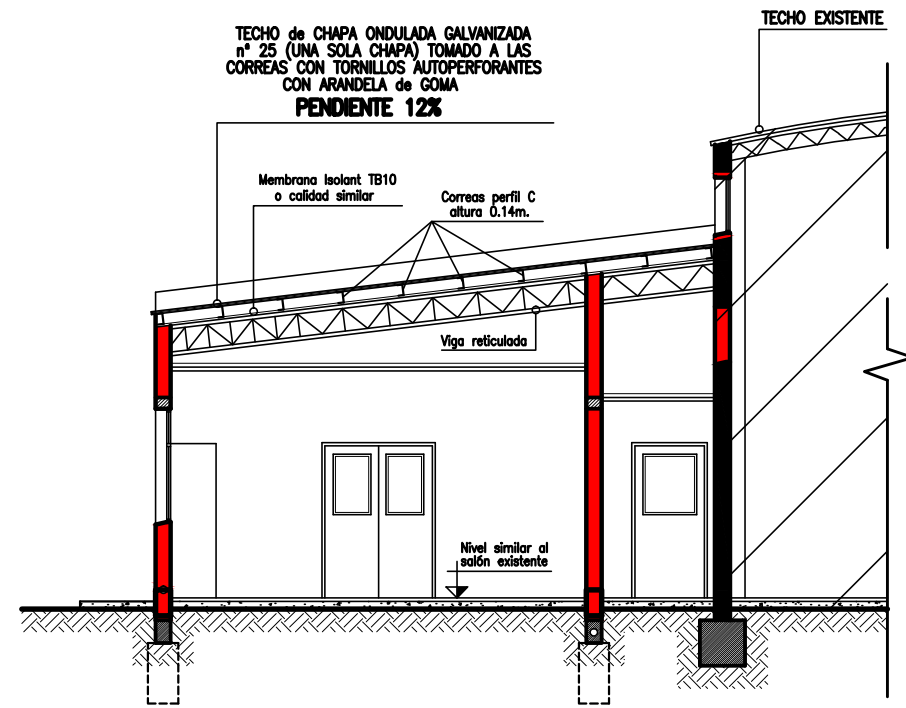 TECHO de CHAPA ONDULADA GALVANIZADA
nº 25 (UNA SOLA CHAPA) TOMADO A LAS
CORREAS CON TORNILLOS AUTOPERFORANTES
CON ARANDELA de GOMA
PENDIENTE 12%
TECHO EXISTENTE
Membrana Isolant TB10
o calidad similar
Correas perfil C
altura 0.14m.
Viga reticulada
Nivel similar al
salón existente